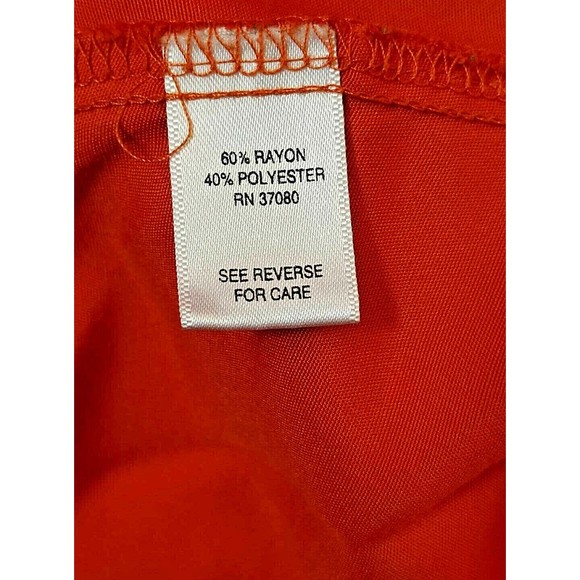 60% RAYON
40% POLYESTER
RN 37080
SEE REVERSE
FOR CARE